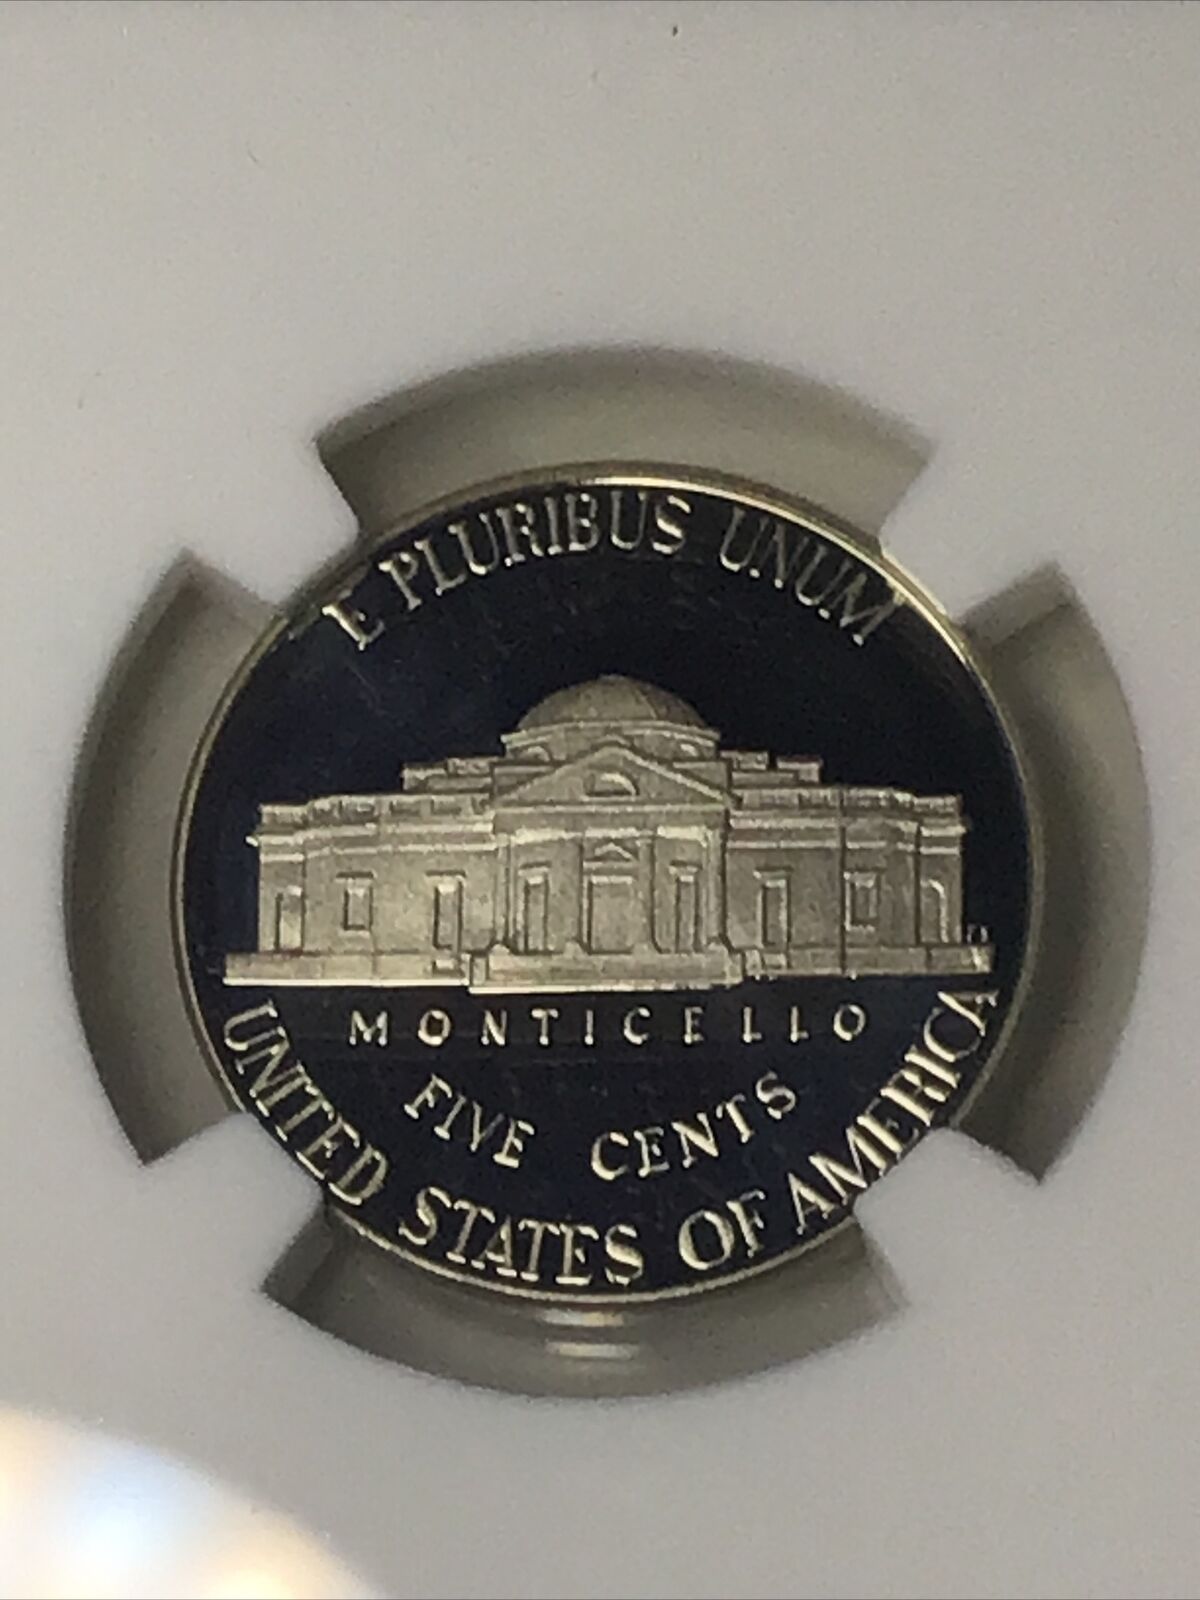 E PLURIBUS UNUM
MONTICELLO
FIVE CENTS
UNITED STATES OF AMERICA